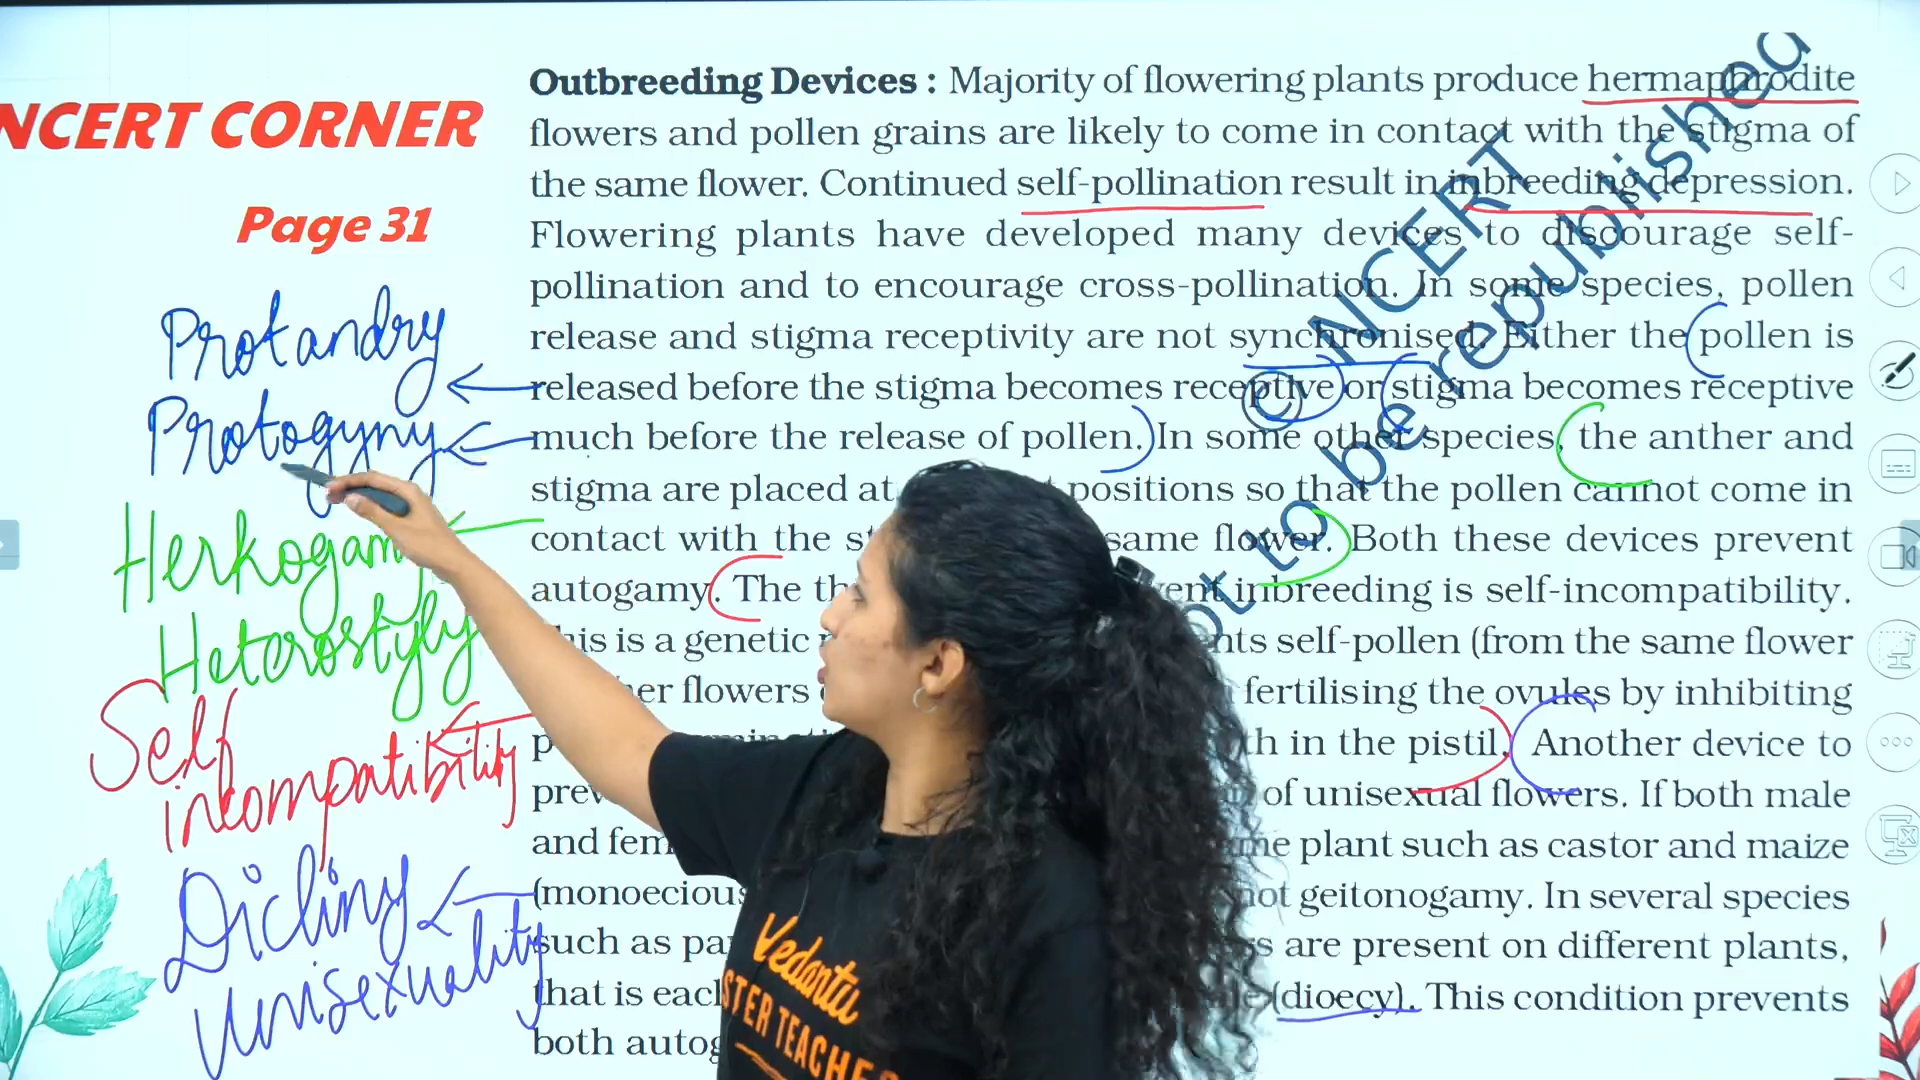 NCERT CORNER
Page 31
Protandry
Protogyny
Herkogamy
Heterostyly
Self
incompatibility
Dicliny
Unisexuality
Outbreeding Devices : Majority of flowering plants produce hermaphrodite
flowers and pollen grains are likely to come in contact with the stigma of
the same flower. Continued self-pollination result in inbreeding depression.
Flowering plants have developed many devices to discourage self-
pollination and to encourage cross-pollination. In some species, pollen
release and stigma receptivity are not synchronised. Either the pollen is
released before the stigma becomes receptive or stigma becomes receptive
much before the release of pollen. In some other species, the anther and
stigma are placed at positions so that the pollen cannot come in
contact with the same flower. Both these devices prevent
autogamy. The inbreeding is self-incompatibility.
is a genetic self-pollen (from the same flower
flowers fertilising the ovules by inhibiting
in the pistil. Another device to
of unisexual flowers. If both male
and plant such as castor and maize
(monoecious not geitonogamy. In several species
such as are present on different plants,
that is (dioecy). This condition prevents
both
© NCERT
not to be republished
Vedantu
MASTER TEACHER